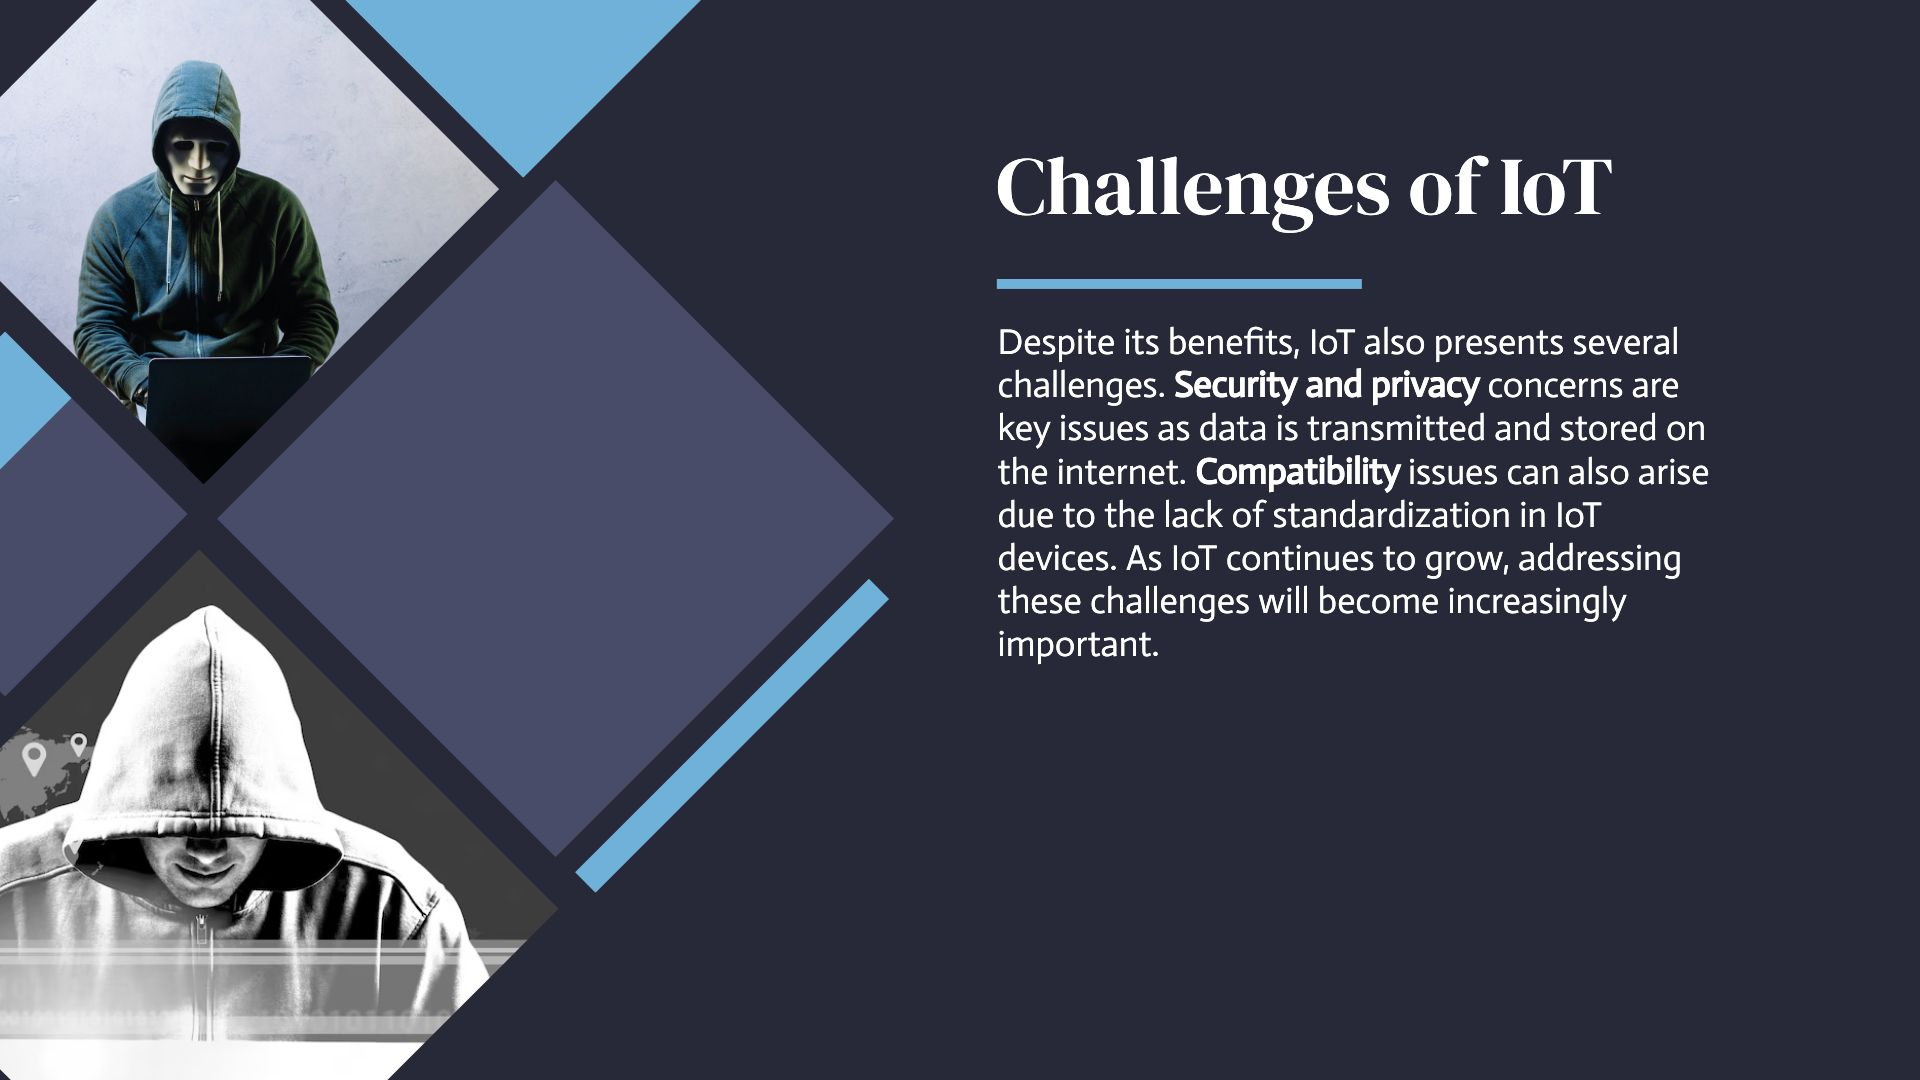 Challenges of IoT
Despite its benefits, IoT also presents several
challenges. Security and privacy concerns are
key issues as data is transmitted and stored on
the internet. Compatibility issues can also arise
due to the lack of standardization in IoT
devices. As IoT continues to grow, addressing
these challenges will become increasingly
important.